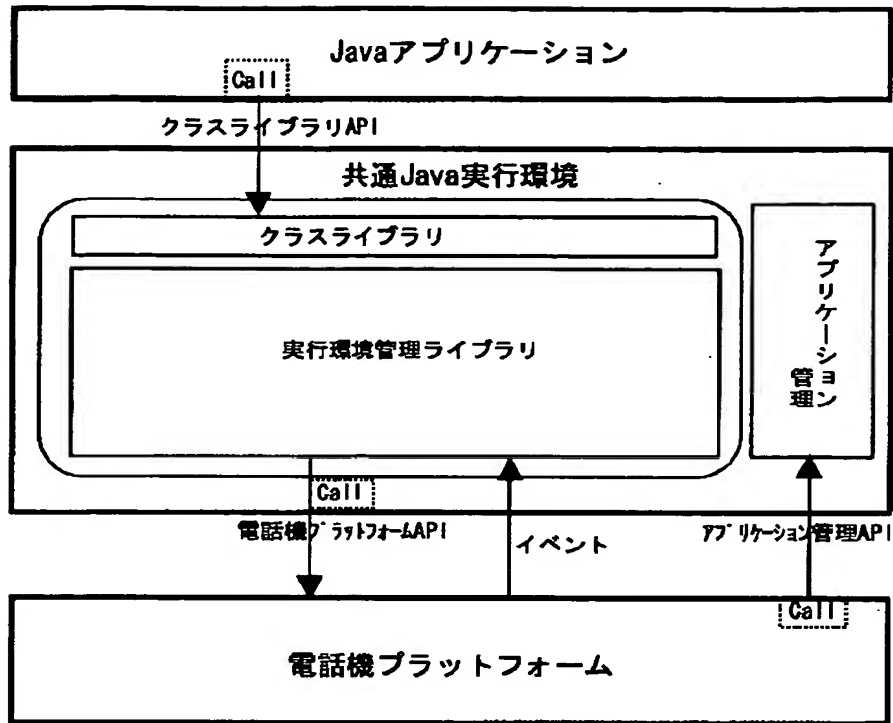 Javaアプリケーション
Call
クラスライブラリAPI
共通Java実行環境
クラスライブラリ
実行環境管理ライブラリ
アプリケーション
管理
Call
電話機プラットフォームAPI
イベント
アプリケーション管理API
Call
電話機プラットフォーム